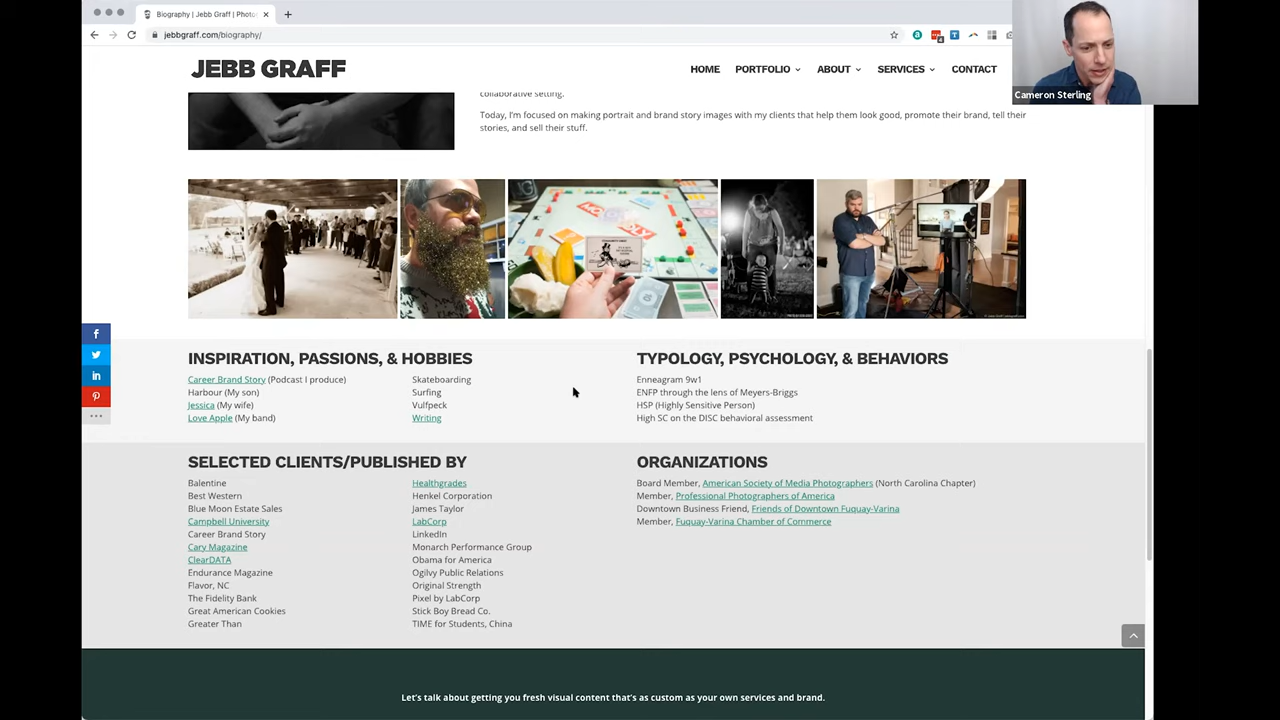 Biography | Jebb Graff | Photo
jebbgraff.com/biography/
JEBB GRAFF
HOME PORTFOLIO ABOUT SERVICES CONTACT
Cameron Sterling
collaborative setting.
Today, I'm focused on making portrait and brand story images with my clients that help them look good, promote their brand, tell their
stories, and sell their stuff.
INSPIRATION, PASSIONS, & HOBBIES
Career Brand Story (Podcast I produce)
Harbour (My son)
Jessica (My wife)
Love Apple (My band)
Skateboarding
Surfing
Vulfpeck
Writing
TYPOLOGY, PSYCHOLOGY, & BEHAVIORS
Enneagram 9w1
ENFP through the lens of Meyers-Briggs
HSP (Highly Sensitive Person)
High SC on the DISC behavioral assessment
SELECTED CLIENTS/PUBLISHED BY
Balentine
Best Western
Blue Moon Estate Sales
Campbell University
Career Brand Story
Cary Magazine
ClearDATA
Endurance Magazine
Flavor, NC
The Fidelity Bank
Great American Cookies
Greater Than
Healthgrades
Henkel Corporation
James Taylor
LabCorp
LinkedIn
Monarch Performance Group
Obama for America
Ogilvy Public Relations
Original Strength
Pixel by LabCorp
Stick Boy Bread Co.
TIME for Students, China
ORGANIZATIONS
Board Member, American Society of Media Photographers (North Carolina Chapter)
Member, Professional Photographers of America
Downtown Business Friend, Friends of Downtown Fuquay-Varina
Member, Fuquay-Varina Chamber of Commerce
Let's talk about getting you fresh visual content that's as custom as your own services and brand.